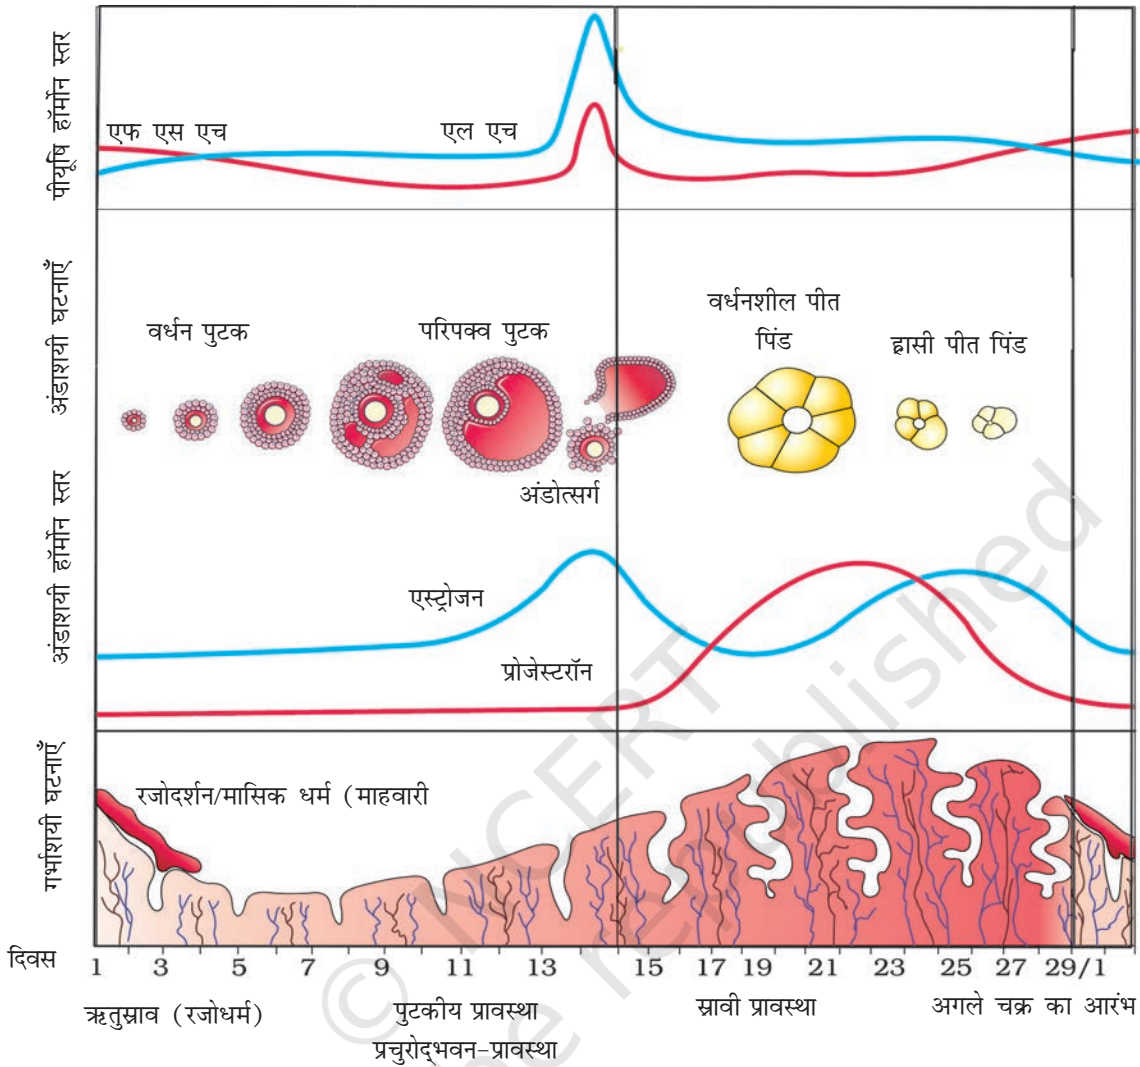 पीयूषि हॉर्मोन स्तर
एफ एस एच
एल एच
अंडाशयी घटनाएँ
वर्धन पुटक
परिपक्व पुटक
वर्धनशील पीत
पिंड
ह्रासी पीत पिंड
अंडोत्सर्ग
अंडाशयी हॉर्मोन स्तर
एस्ट्रोजन
प्रोजेस्टरॉन
गर्भाशयी घटनाएँ
रजोदर्शन/मासिक धर्म (माहवारी
दिवस 1 3 5 7 9 11 13 15 17 19 21 23 25 27 29/1
ऋतुस्राव (रजोधर्म)
पुटकीय प्रावस्था
प्रचुरोद्भवन-प्रावस्था
स्रावी प्रावस्था
अगले चक्र का आरंभ
© NCERT
be republished